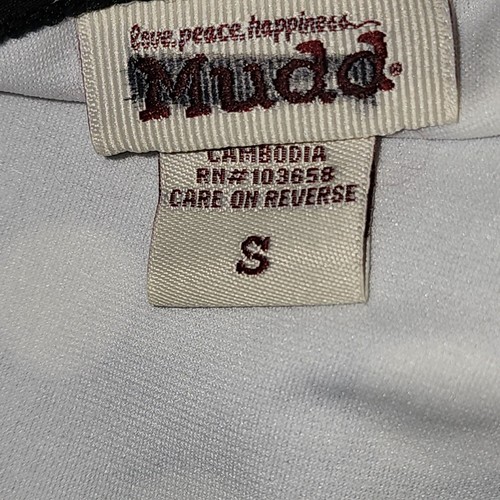 love, peace, happiness
Mudd®
CAMBODIA
RN#103658
CARE ON REVERSE
S